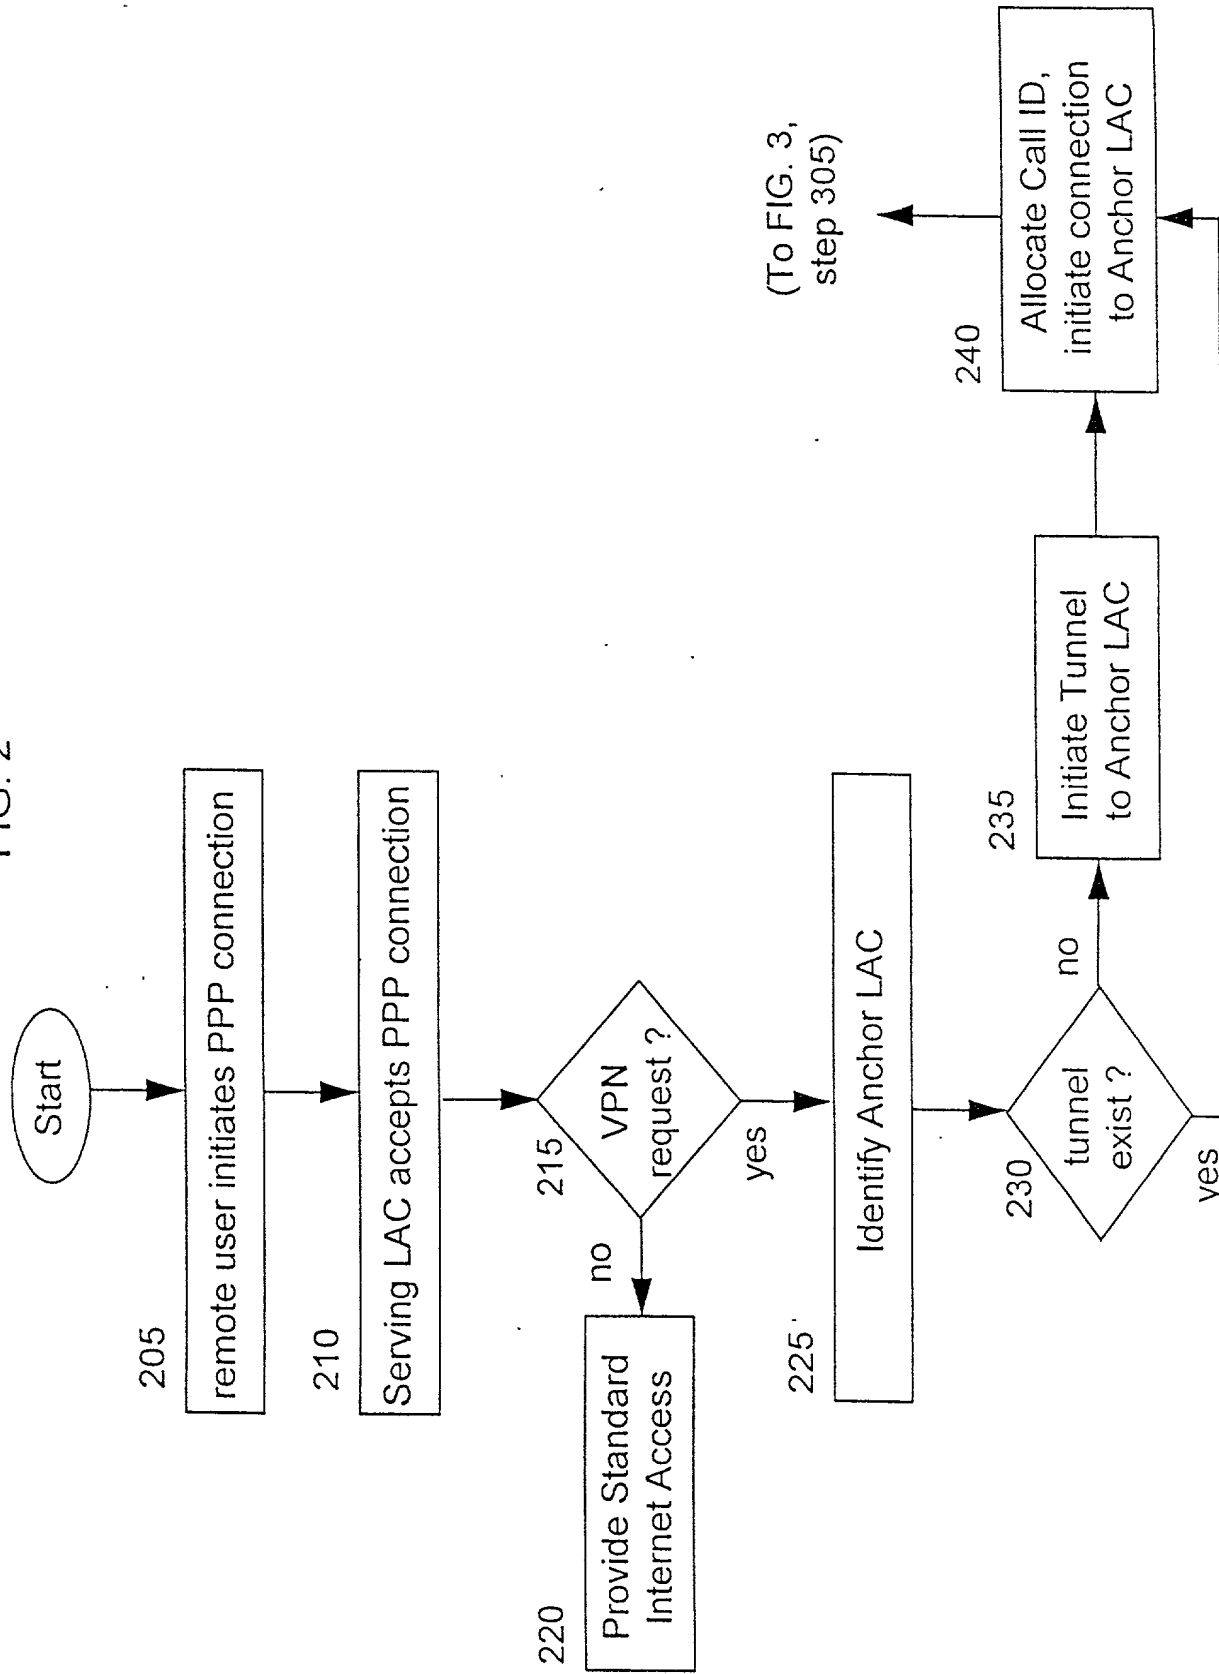 FIG. 2
Start
205
remote user initiates PPP connection
210
Serving LAC accepts PPP connection
215
VPN
request ?
no
yes
220
Provide Standard
Internet Access
225
Identify Anchor LAC
230
tunnel
exist ?
no
yes
235
Initiate Tunnel
to Anchor LAC
240
Allocate Call ID,
initiate connection
to Anchor LAC
(To FIG. 3,
step 305)